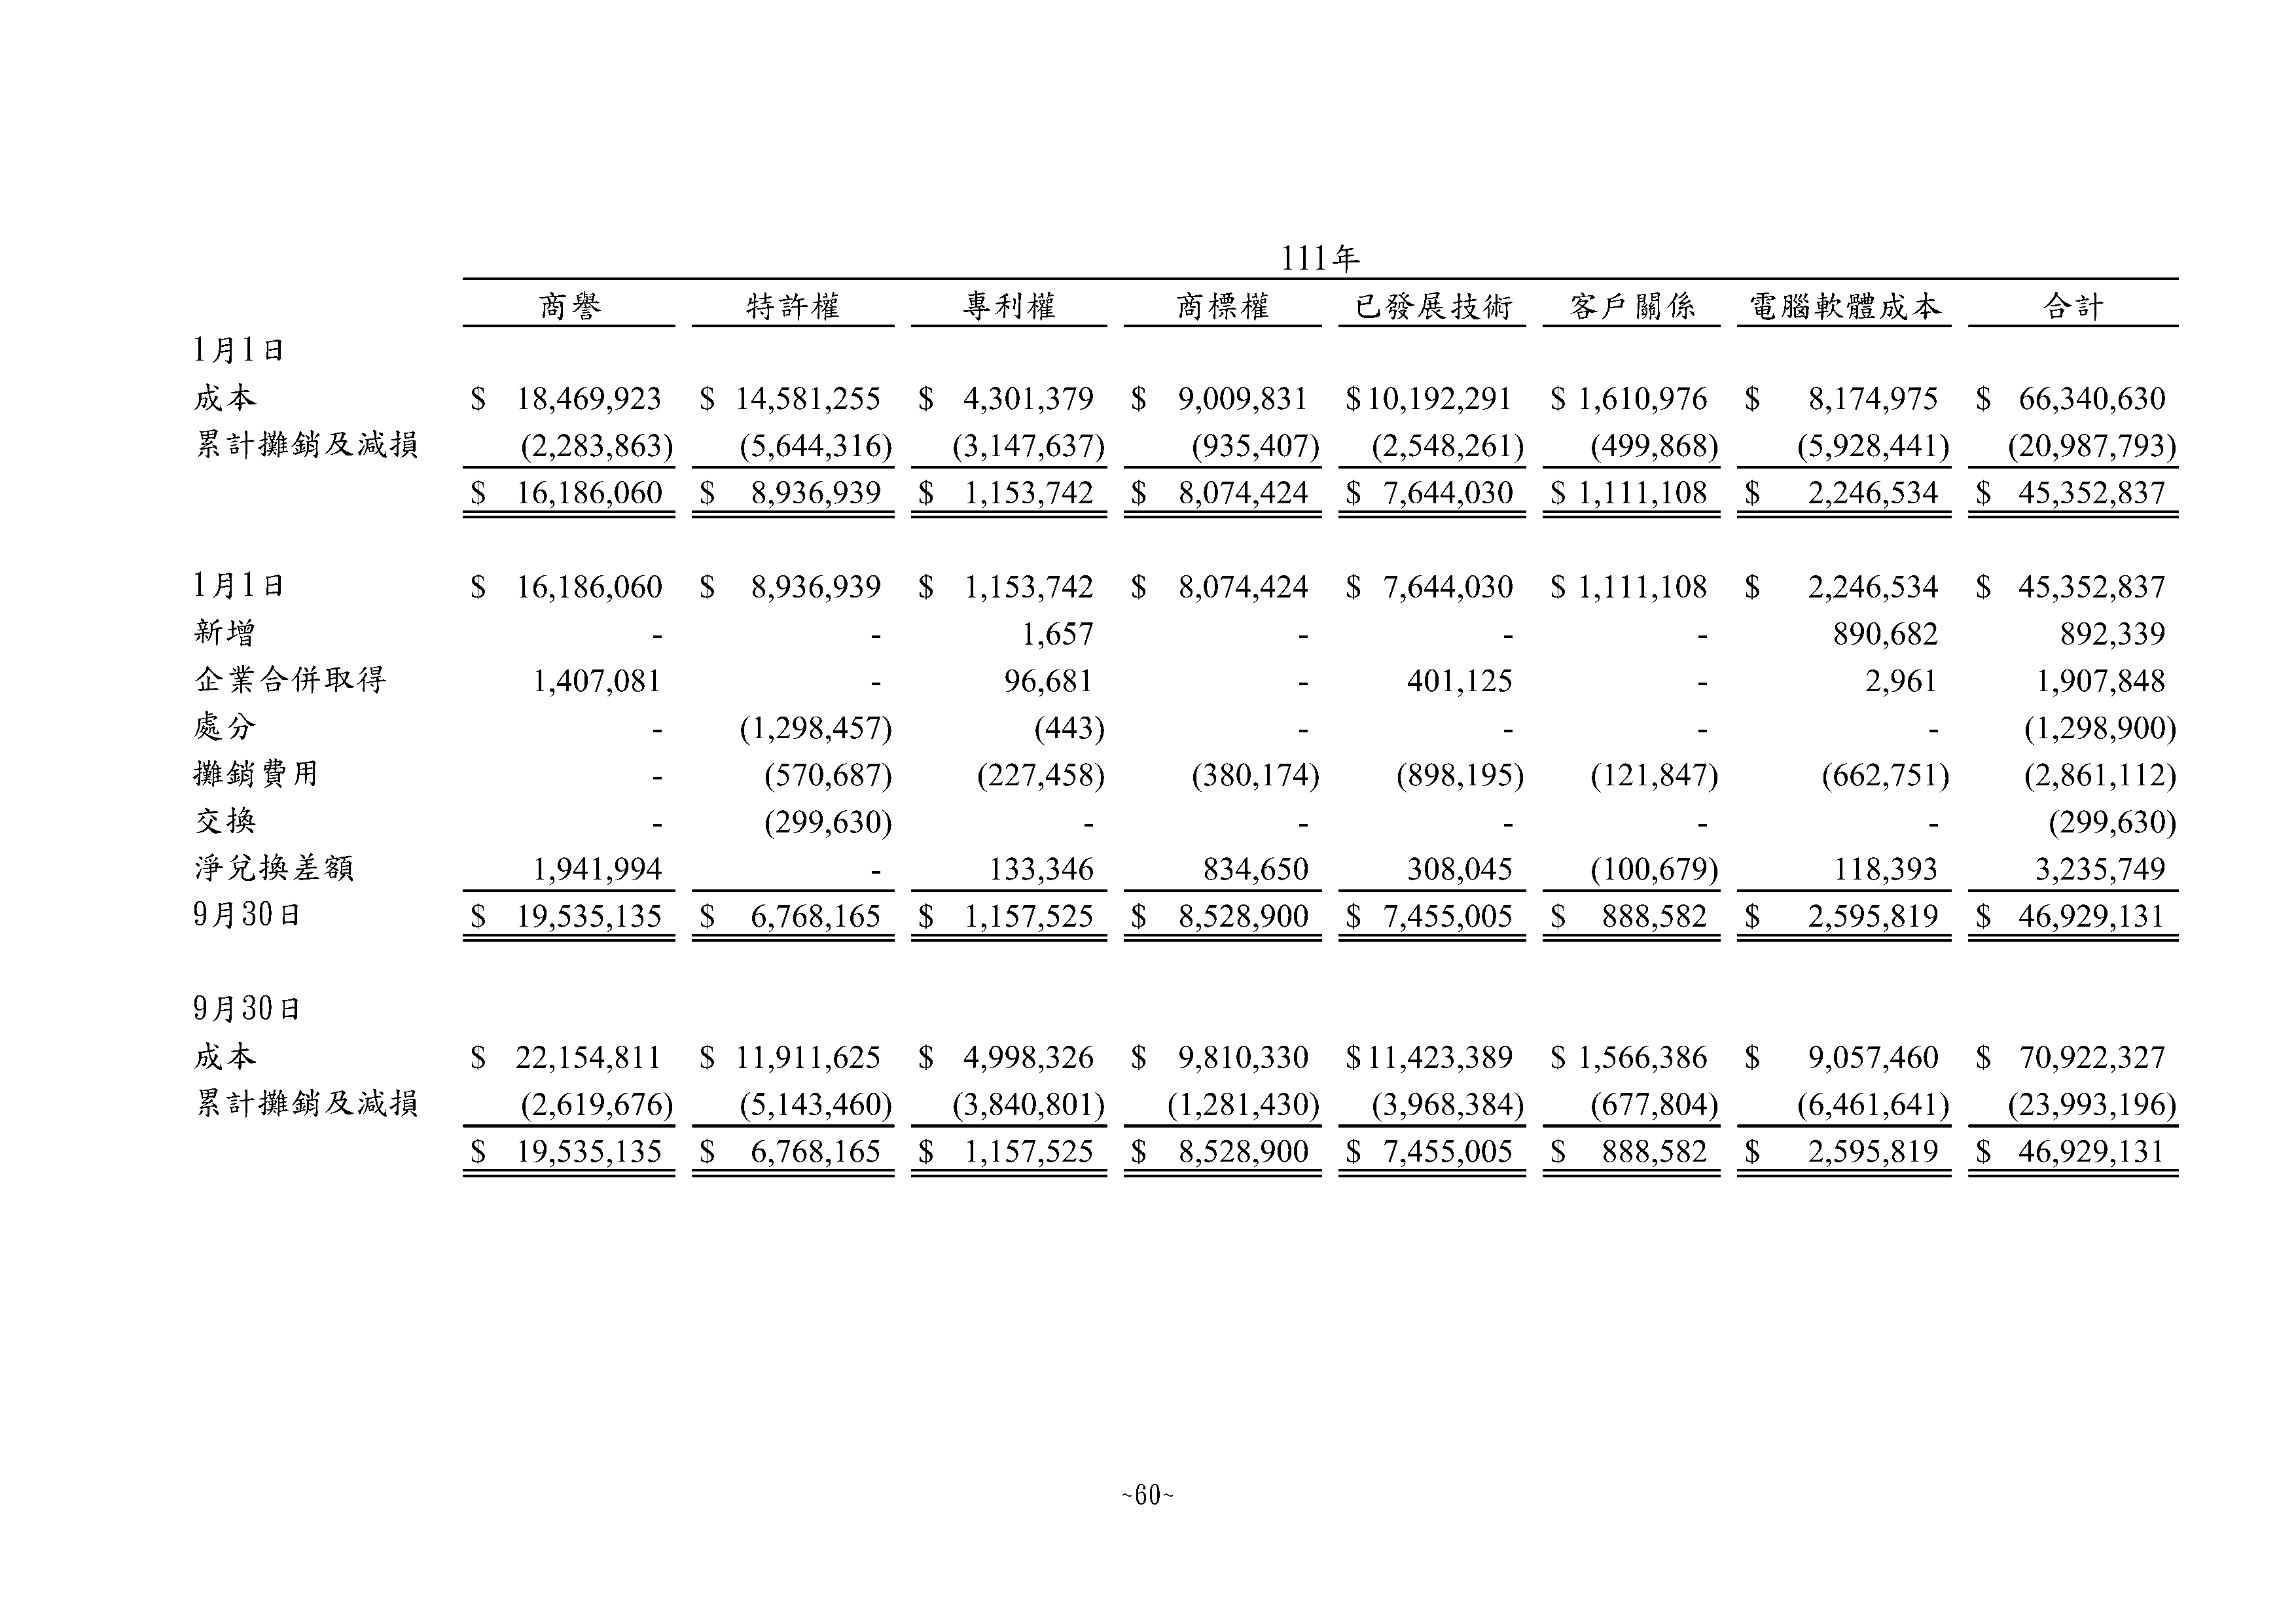 111年
商譽 特許權 專利權 商標權 已發展技術 客戶關係 電腦軟體成本 合計
1月1日
成本 $ 18,469,923 $ 14,581,255 $ 4,301,379 $ 9,009,831 $10,192,291 $ 1,610,976 $ 8,174,975 $ 66,340,630
累計攤銷及減損 (2,283,863) (5,644,316) (3,147,637) (935,407) (2,548,261) (499,868) (5,928,441) (20,987,793)
$ 16,186,060 $ 8,936,939 $ 1,153,742 $ 8,074,424 $ 7,644,030 $ 1,111,108 $ 2,246,534 $ 45,352,837
1月1日 $ 16,186,060 $ 8,936,939 $ 1,153,742 $ 8,074,424 $ 7,644,030 $ 1,111,108 $ 2,246,534 $ 45,352,837
新增 - - 1,657 - - - 890,682 892,339
企業合併取得 1,407,081 - 96,681 - 401,125 - 2,961 1,907,848
處分 - (1,298,457) (443) - - - - (1,298,900)
攤銷費用 - (570,687) (227,458) (380,174) (898,195) (121,847) (662,751) (2,861,112)
交換 - (299,630) - - - - - (299,630)
淨兌換差額 1,941,994 - 133,346 834,650 308,045 (100,679) 118,393 3,235,749
9月30日 $ 19,535,135 $ 6,768,165 $ 1,157,525 $ 8,528,900 $ 7,455,005 $ 888,582 $ 2,595,819 $ 46,929,131
9月30日
成本 $ 22,154,811 $ 11,911,625 $ 4,998,326 $ 9,810,330 $11,423,389 $ 1,566,386 $ 9,057,460 $ 70,922,327
累計攤銷及減損 (2,619,676) (5,143,460) (3,840,801) (1,281,430) (3,968,384) (677,804) (6,461,641) (23,993,196)
$ 19,535,135 $ 6,768,165 $ 1,157,525 $ 8,528,900 $ 7,455,005 $ 888,582 $ 2,595,819 $ 46,929,131
~60~